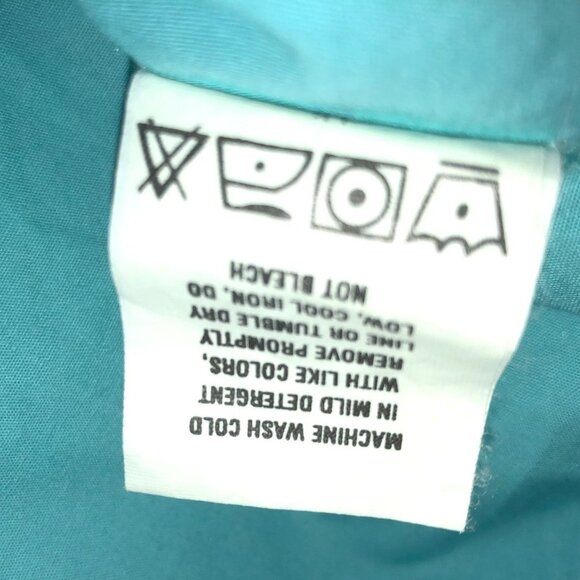 MACHINE WASH COLD
IN MILD DETERGENT
WITH LIKE COLORS,
REMOVE PROMPTLY
LINE OR TUMBLE DRY
LOW, COOL IRON, DO
NOT BLEACH